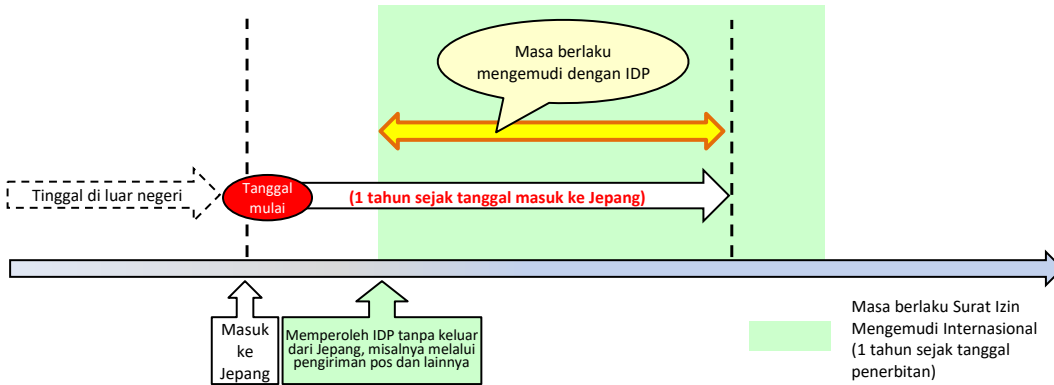 Masa berlaku
mengemudi dengan IDP
Tinggal di luar negeri
Tanggal
mulai
(1 tahun sejak tanggal masuk ke Jepang)
Masuk
ke
Jepang
Memperoleh IDP tanpa keluar
dari Jepang, misalnya melalui
pengiriman pos dan lainnya
Masa berlaku Surat Izin
Mengemudi Internasional
(1 tahun sejak tanggal
penerbitan)